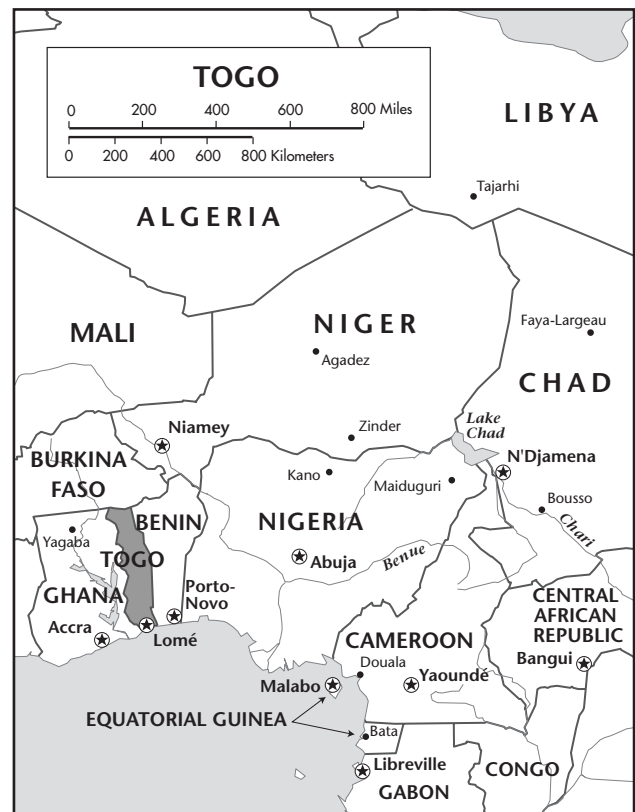 TOGO
0 200 400 600 800 Miles
0 200 400 600 800 Kilometers
LIBYA
Tajarhi
ALGERIA
MALI
NIGER
Agadez
Faya-Largeau
CHAD
Niamey
Zinder
Lake
Chad
N'Djamena
BURKINA
FASO
Kano
Maiduguri
Bousso
Chari
BENIN
NIGERIA
Yagaba
TOGO
Abuja
Benue
GHANA
Porto-
Novo
CENTRAL
AFRICAN
REPUBLIC
Accra
Lomé
CAMEROON
Bangui
Douala
Malabo
Yaoundé
EQUATORIAL GUINEA
Bata
Libreville
CONGO
GABON